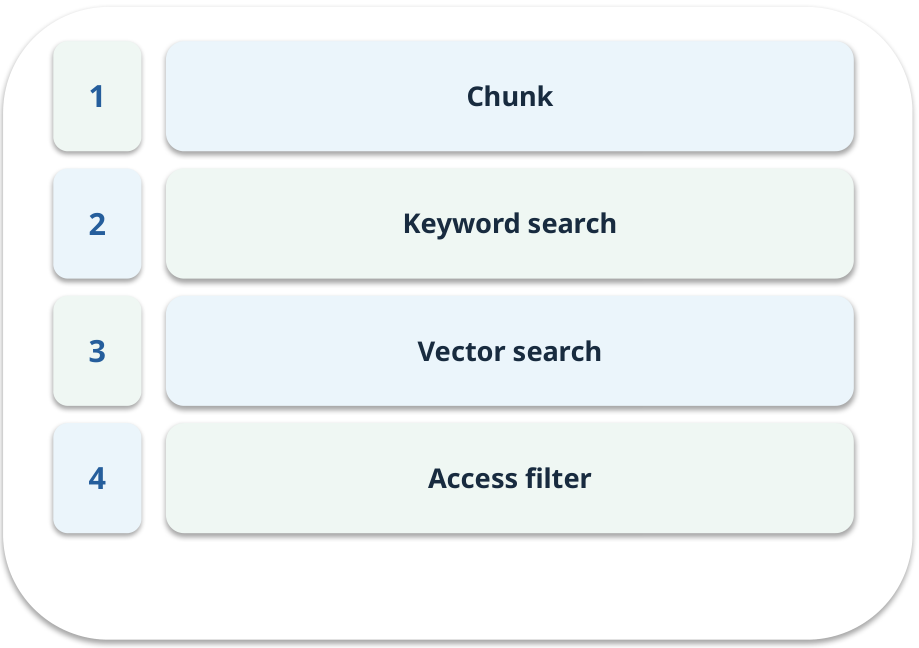 1 Chunk
2 Keyword search
3 Vector search
4 Access filter